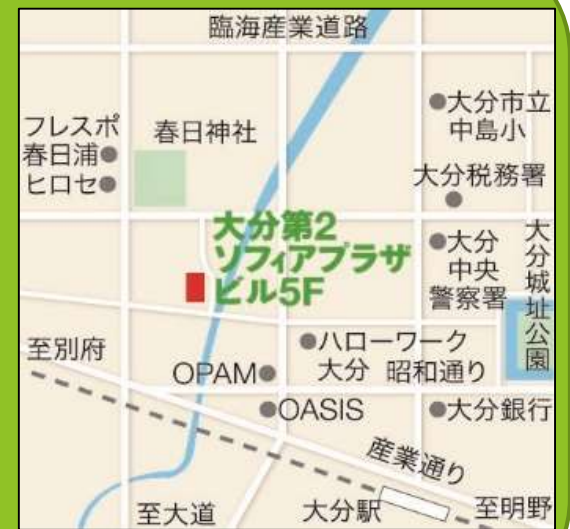 臨海産業道路
フレスポ
春日浦
ヒロセ
春日神社
大分市立
中島小
大分税務署
大分第2
ソフィアプラザ
ビル5F
大分
中央
警察署
大分城址公園
至別府
ハローワーク
大分
昭和通り
OPAM
OASIS
大分銀行
産業通り
至大道
大分駅
至明野